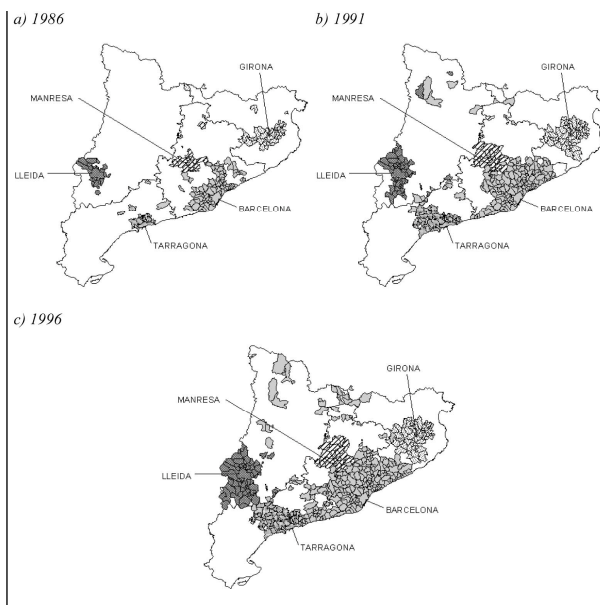 a) 1986
GIRONA
MANRESA
LLEIDA
BARCELONA
TARRAGONA
b) 1991
GIRONA
MANRESA
LLEIDA
BARCELONA
TARRAGONA
c) 1996
GIRONA
MANRESA
LLEIDA
BARCELONA
TARRAGONA